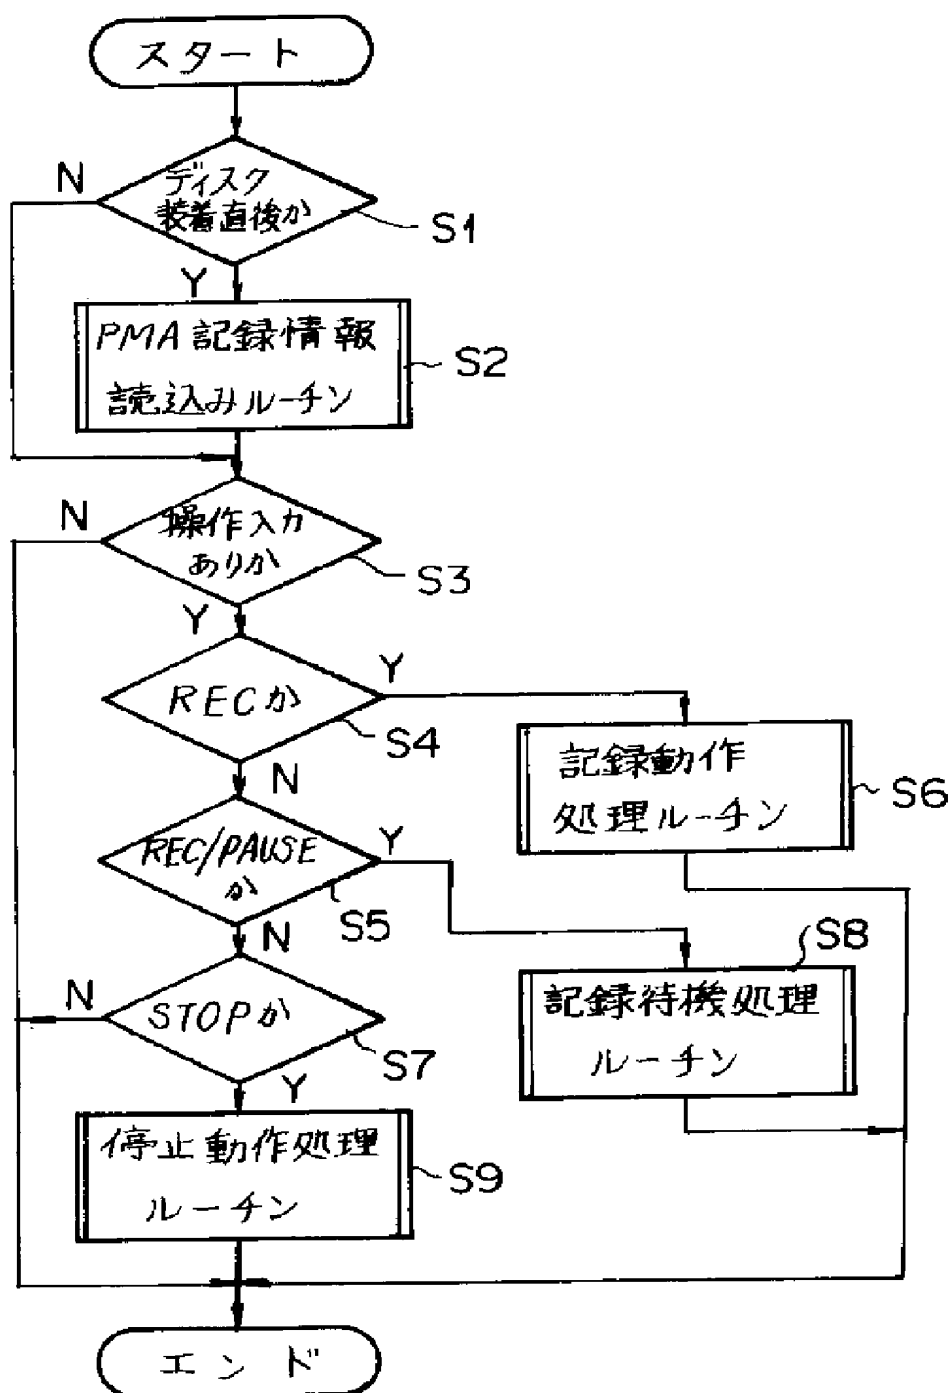 スタート
N
ディスク
装着直後か
S1
Y
PMA記録情報
読込みルーチン
S2
N
操作入力
ありか
S3
Y
RECか
Y
S4
N
記録動作
処理ルーチン
S6
REC/PAUSE
か
Y
S5
N
S8
記録待機処理
ルーチン
N
STOPか
S7
Y
停止動作処理
ルーチン
S9
エンド